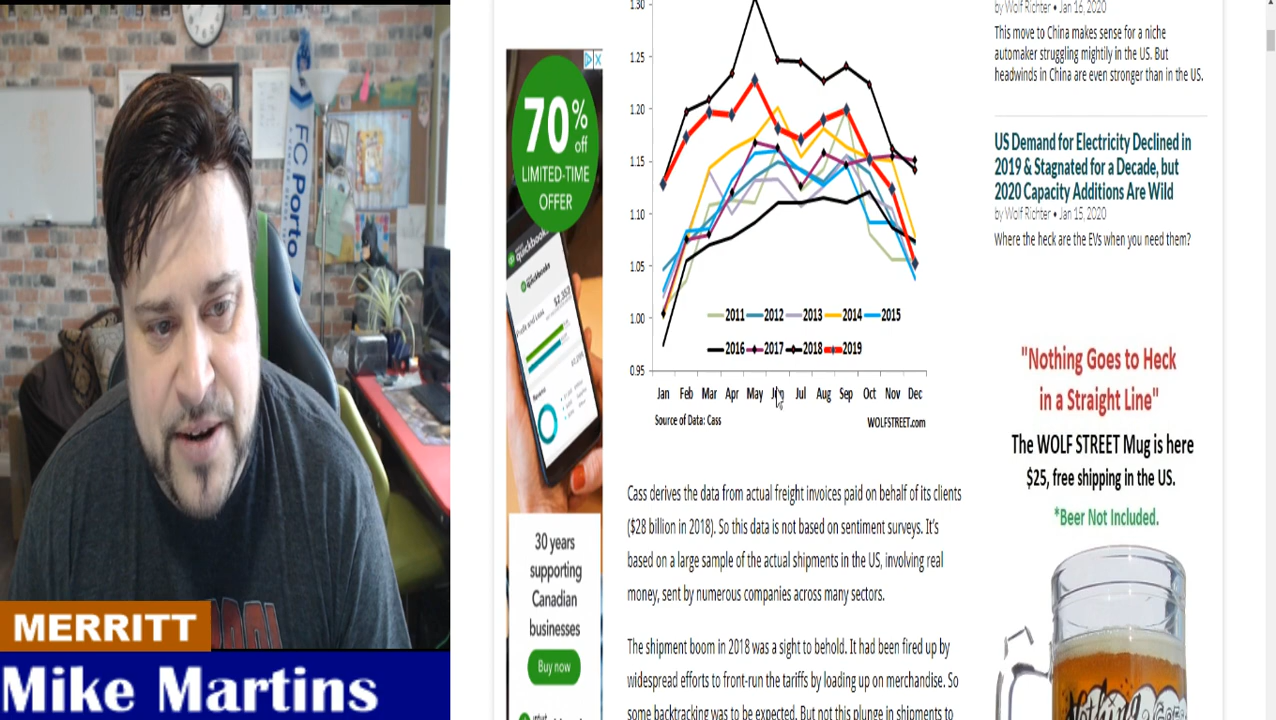 FC Porto
MERRITT
Mike Martins
70%
off
LIMITED-TIME
OFFER
quickbooks
quickbooks
Profit and Loss
30 years
supporting
Canadian
businesses
Buy now
1.30
1.25
1.20
1.15
1.10
1.05
1.00
0.95
2011 2012 2013 2014 2015
2016 2017 2018 2019
Jan Feb Mar Apr May Jun Jul Aug Sep Oct Nov Dec
Source of Data: Cass
WOLFSTREET.com
Cass derives the data from actual freight invoices paid on behalf of its clients
($28 billion in 2018). So this data is not based on sentiment surveys. It's
based on a large sample of the actual shipments in the US, involving real
money, sent by numerous companies across many sectors.
The shipment boom in 2018 was a sight to behold. It had been fired up by
widespread efforts to front-run the tariffs by loading up on merchandise. So
some backtracking was to be expected. But not this plunge in shipments to
by Wolf Richter • Jan 16, 2020
This move to China makes sense for a niche
automaker struggling mightily in the US. But
headwinds in China are even stronger than in the US.
US Demand for Electricity Declined in
2019 & Stagnated for a Decade, but
2020 Capacity Additions Are Wild
by Wolf Richter • Jan 15, 2020
Where the heck are the EVs when you need them?
"Nothing Goes to Heck
in a Straight Line"
The WOLF STREET Mug is here
$25, free shipping in the US.
*Beer Not Included.
Nothing